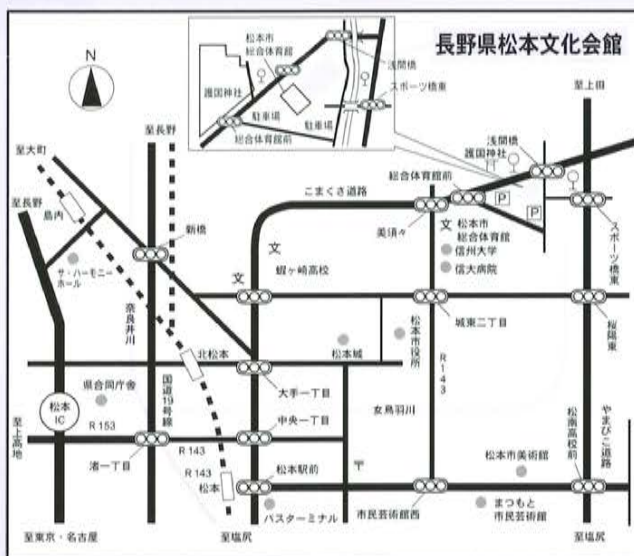 長野県松本文化会館
N
松本市
総合体育館
浅間橋
護国神社
スポーツ橋東
駐車場
駐車場
総合体育館前
至上田
至長野
至大町
至長野
島内
新橋
こまくさ道路
総合体育館前
浅間橋
護国神社
P
P
美須々
文 松本市
総合体育館
信州大学
信大病院
スポーツ橋東
ザ・ハーモニー
ホール
文
文
蟻ヶ崎高校
奈良井川
北松本
松本城
松本市役所
城東二丁目
桜陽東
県合同庁舎
国道19号線
大手一丁目
R143
女鳥羽川
松本
IC
至上高地
R 153
中央一丁目
松南高校前
やまびこ道路
渚一丁目
R 143
R 143
松本
松本駅前
〒
松本市美術館
バスターミナル
市民芸術館西
まつもと
市民芸術館
至東京・名古屋
至塩尻
至塩尻